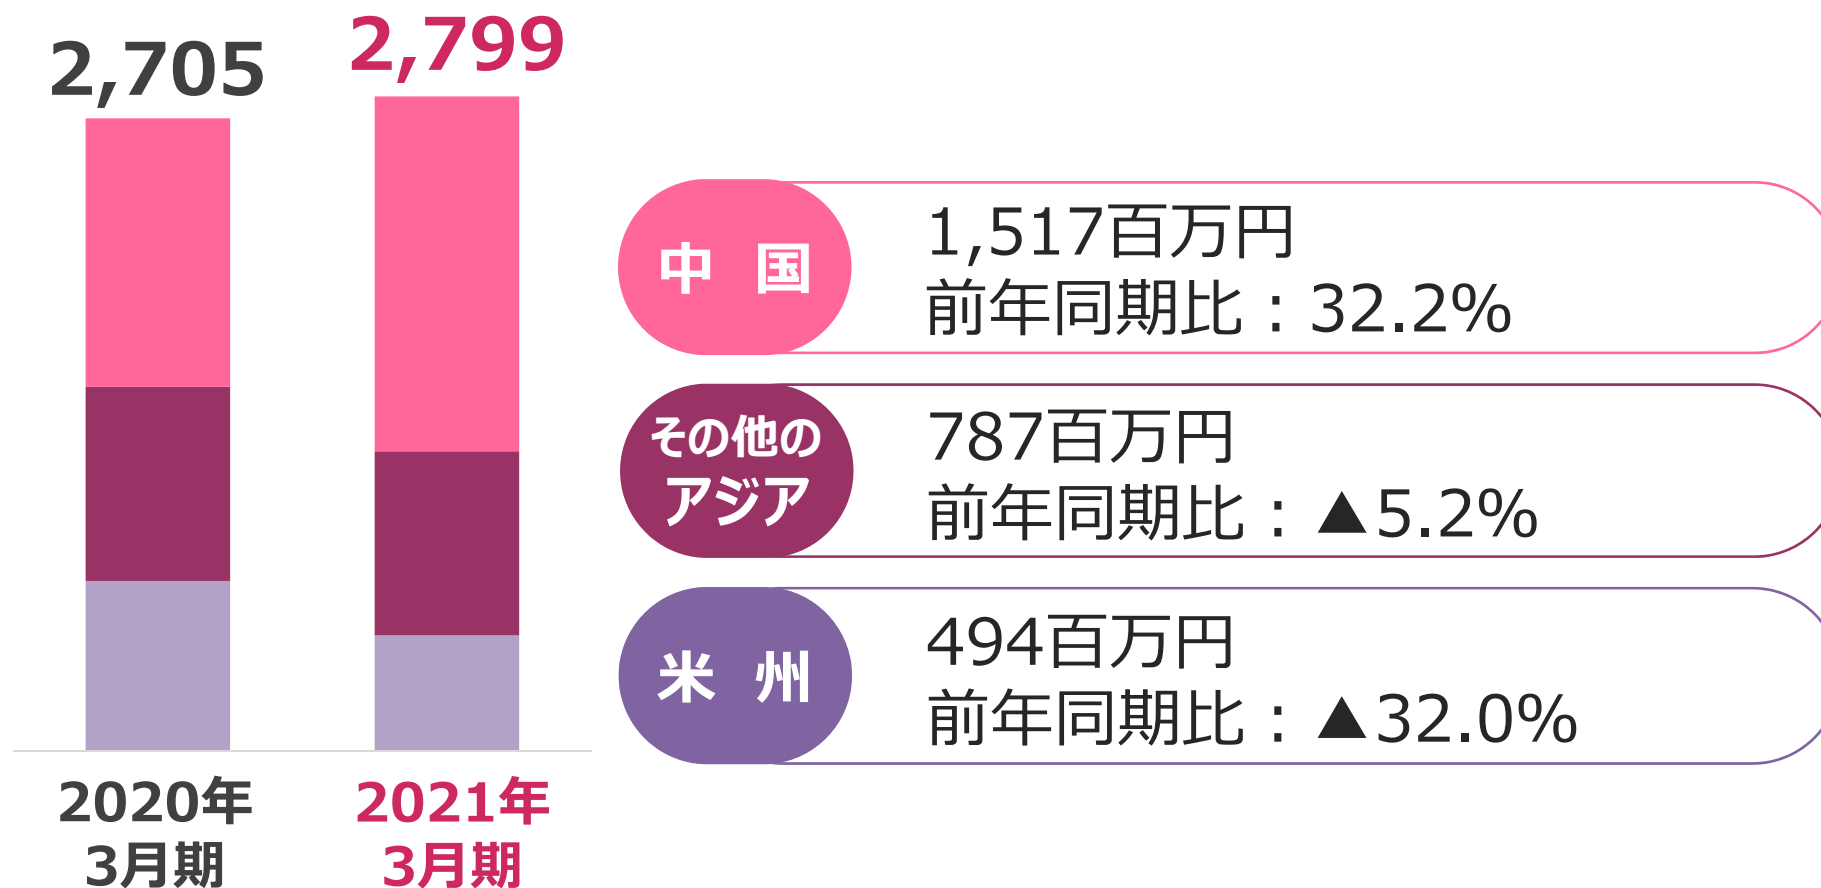 2,705
2,799
2020年
3月期
2021年
3月期
中 国
1,517百万円
前年同期比:32.2%
その他の
アジア
787百万円
前年同期比:▲5.2%
米 州
494百万円
前年同期比:▲32.0%